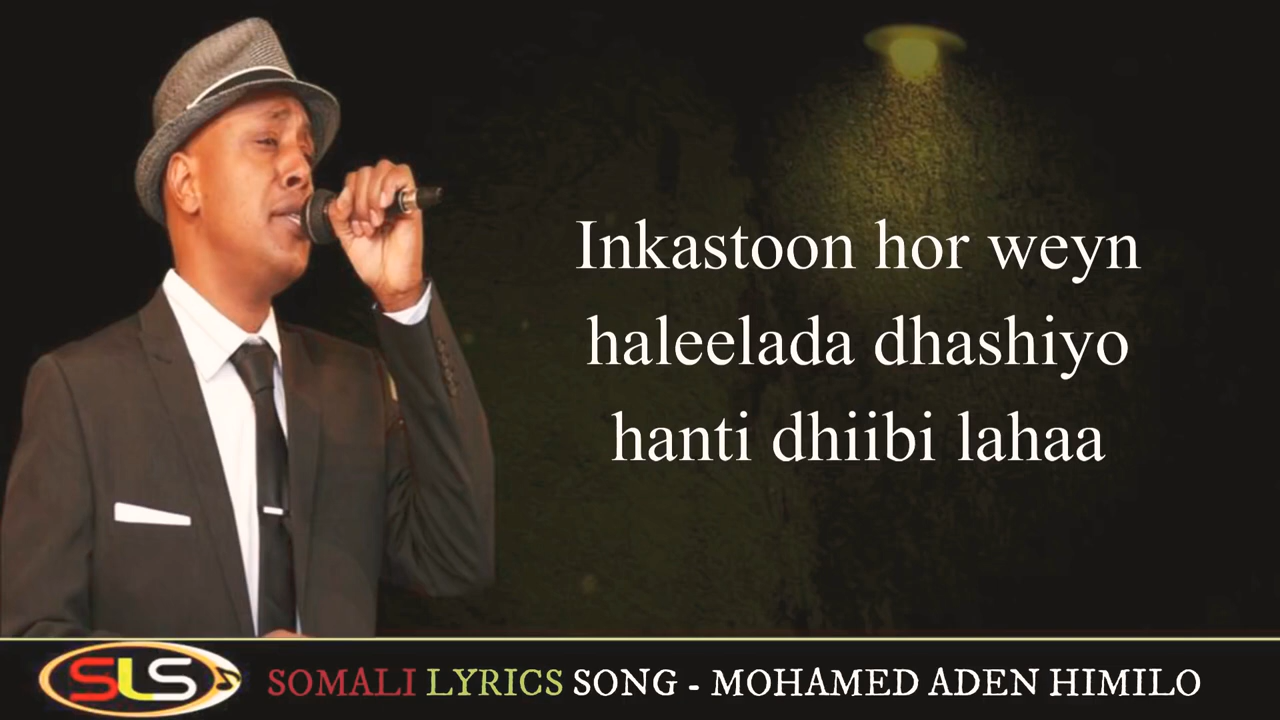 Inkastoon hor weyn
haleelada dhashiyo
hanti dhiibi lahaa
SLS
SOMALI LYRICS SONG - MOHAMED ADEN HIMILO